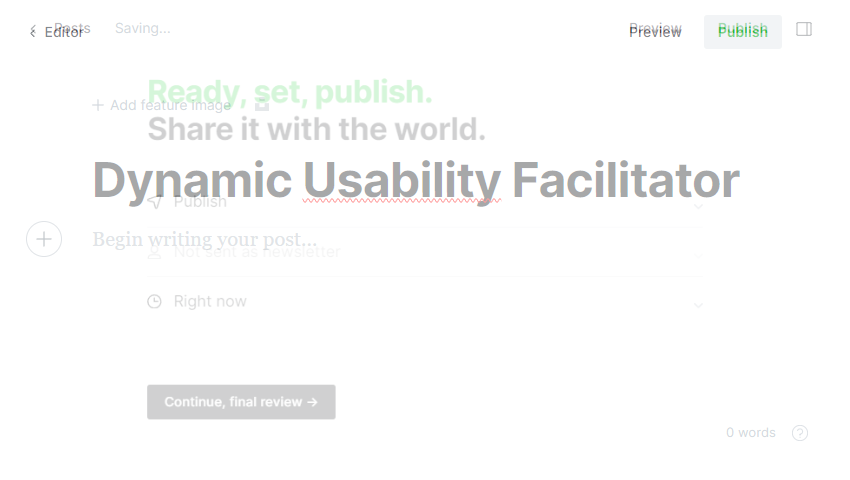 Posts Saving... Preview Publish
Editor Preview Publish
Ready, set, publish.
Add feature image
Share it with the world.
Dynamic Usability Facilitator
Publish
Begin writing your post...
Not sent as newsletter
Right now
Continue, final review →
0 words